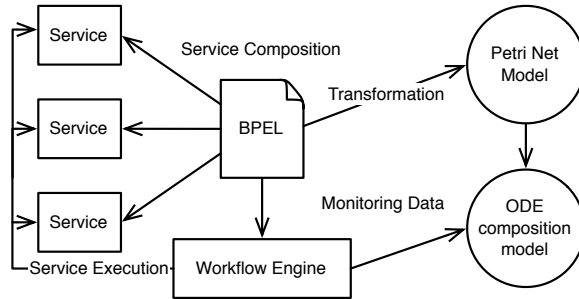 Service
Service Composition
Petri Net
Model
Transformation
Service
BPEL
Service
Monitoring Data
ODE
composition
model
Service Execution
Workflow Engine